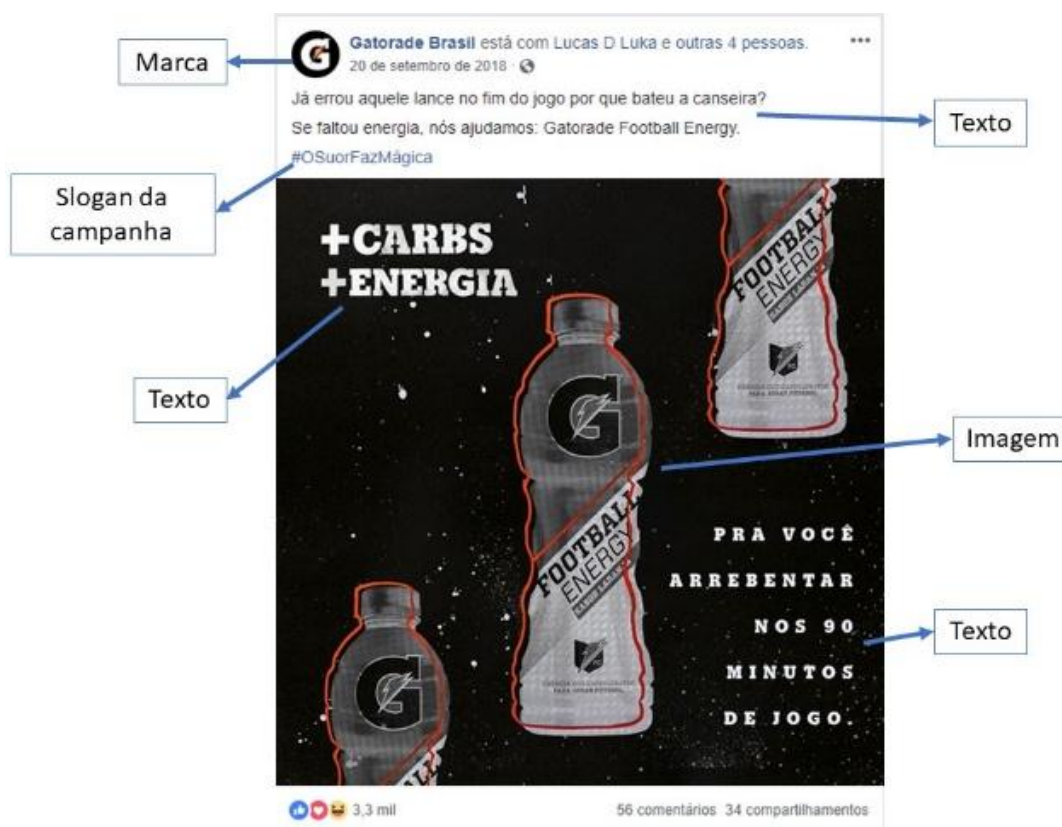 Marca
Gatorade Brasil está com Lucas D Luka e outras 4 pessoas.
20 de setembro de 2018
Já errou aquele lance no fim do jogo por que bateu a canseira?
Se faltou energia, nós ajudamos: Gatorade Football Energy.
#OSuorFazMágica
Texto
Slogan da
campanha
+CARBS
+ENERGIA
Texto
FOOTBALL
ENERGY
G
FOOTBALL
ENERGY
Imagem
PRA VOCÊ
ARREBENTAR
NOS 90
MINUTOS
DE JOGO.
Texto
G
FOOTBALL
3,3 mil
56 comentários 34 compartilhamentos